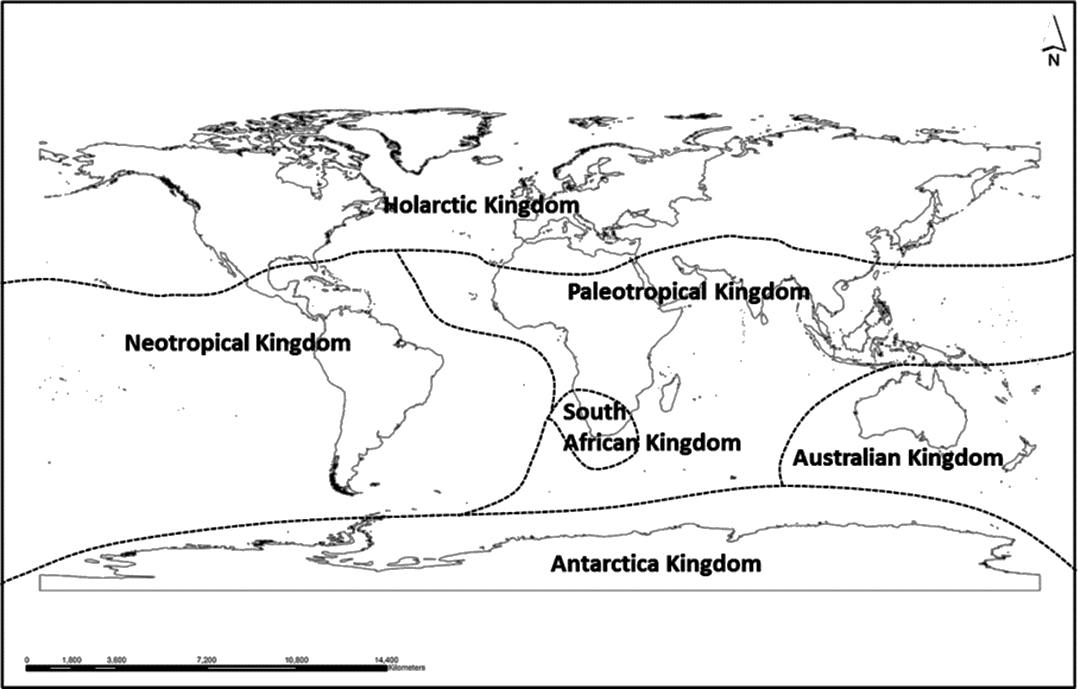 N
Holarctic Kingdom
Paleotropical Kingdom
Neotropical Kingdom
South
African Kingdom
Australian Kingdom
Antarctica Kingdom
0 1,800 3,600 7,200 10,800 14,400
Kilometers